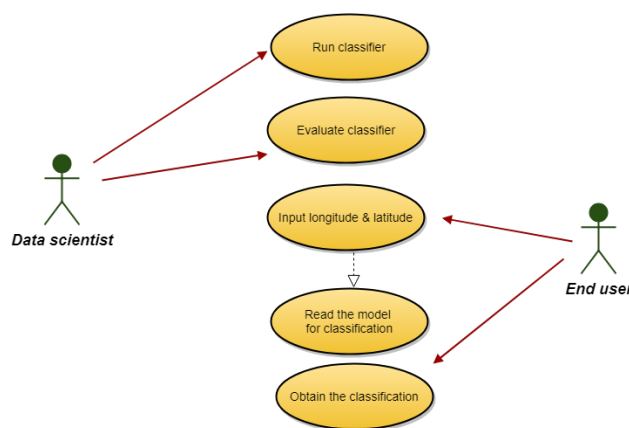 Run classifier
Evaluate classifier
Data scientist
Input longitude & latitude
End user
Read the model
for classification
Obtain the classification